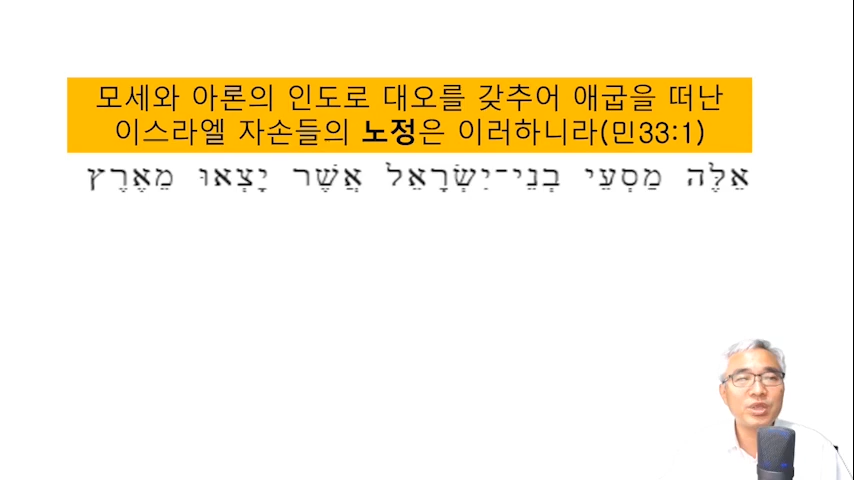 모세와 아론의 인도로 대오를 갖추어 애굽을 떠난
이스라엘 자손들의 노정은 이러하니라(민33:1)
אֵלֶּה מַסְעֵי בְנֵי־יִשְׂרָאֵל אֲשֶׁר יָצְאוּ מֵאֶרֶץ